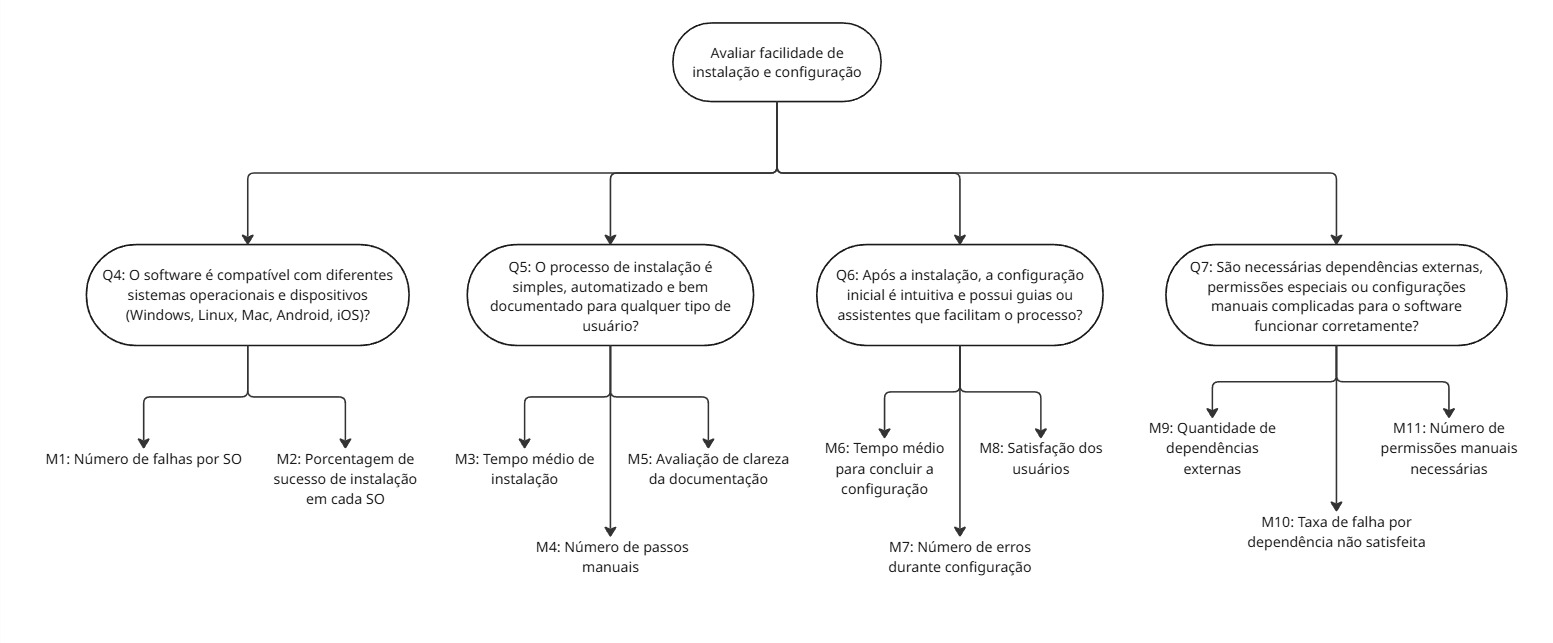 Avaliar facilidade de
instalação e configuração
Q4: O software é compatível com diferentes
sistemas operacionais e dispositivos
(Windows, Linux, Mac, Android, iOS)?
Q5: O processo de instalação é
simples, automatizado e bem
documentado para qualquer tipo de
usuário?
Q6: Após a instalação, a configuração
inicial é intuitiva e possui guias ou
assistentes que facilitam o processo?
Q7: São necessárias dependências externas,
permissões especiais ou configurações
manuais complicadas para o software
funcionar corretamente?
M1: Número de falhas por SO
M2: Porcentagem de
sucesso de instalação
em cada SO
M3: Tempo médio de
instalação
M4: Número de passos
manuais
M5: Avaliação de clareza
da documentação
M6: Tempo médio
para concluir a
configuração
M7: Número de erros
durante configuração
M8: Satisfação dos
usuários
M9: Quantidade de
dependências
externas
M10: Taxa de falha por
dependência não satisfeita
M11: Número de
permissões manuais
necessárias